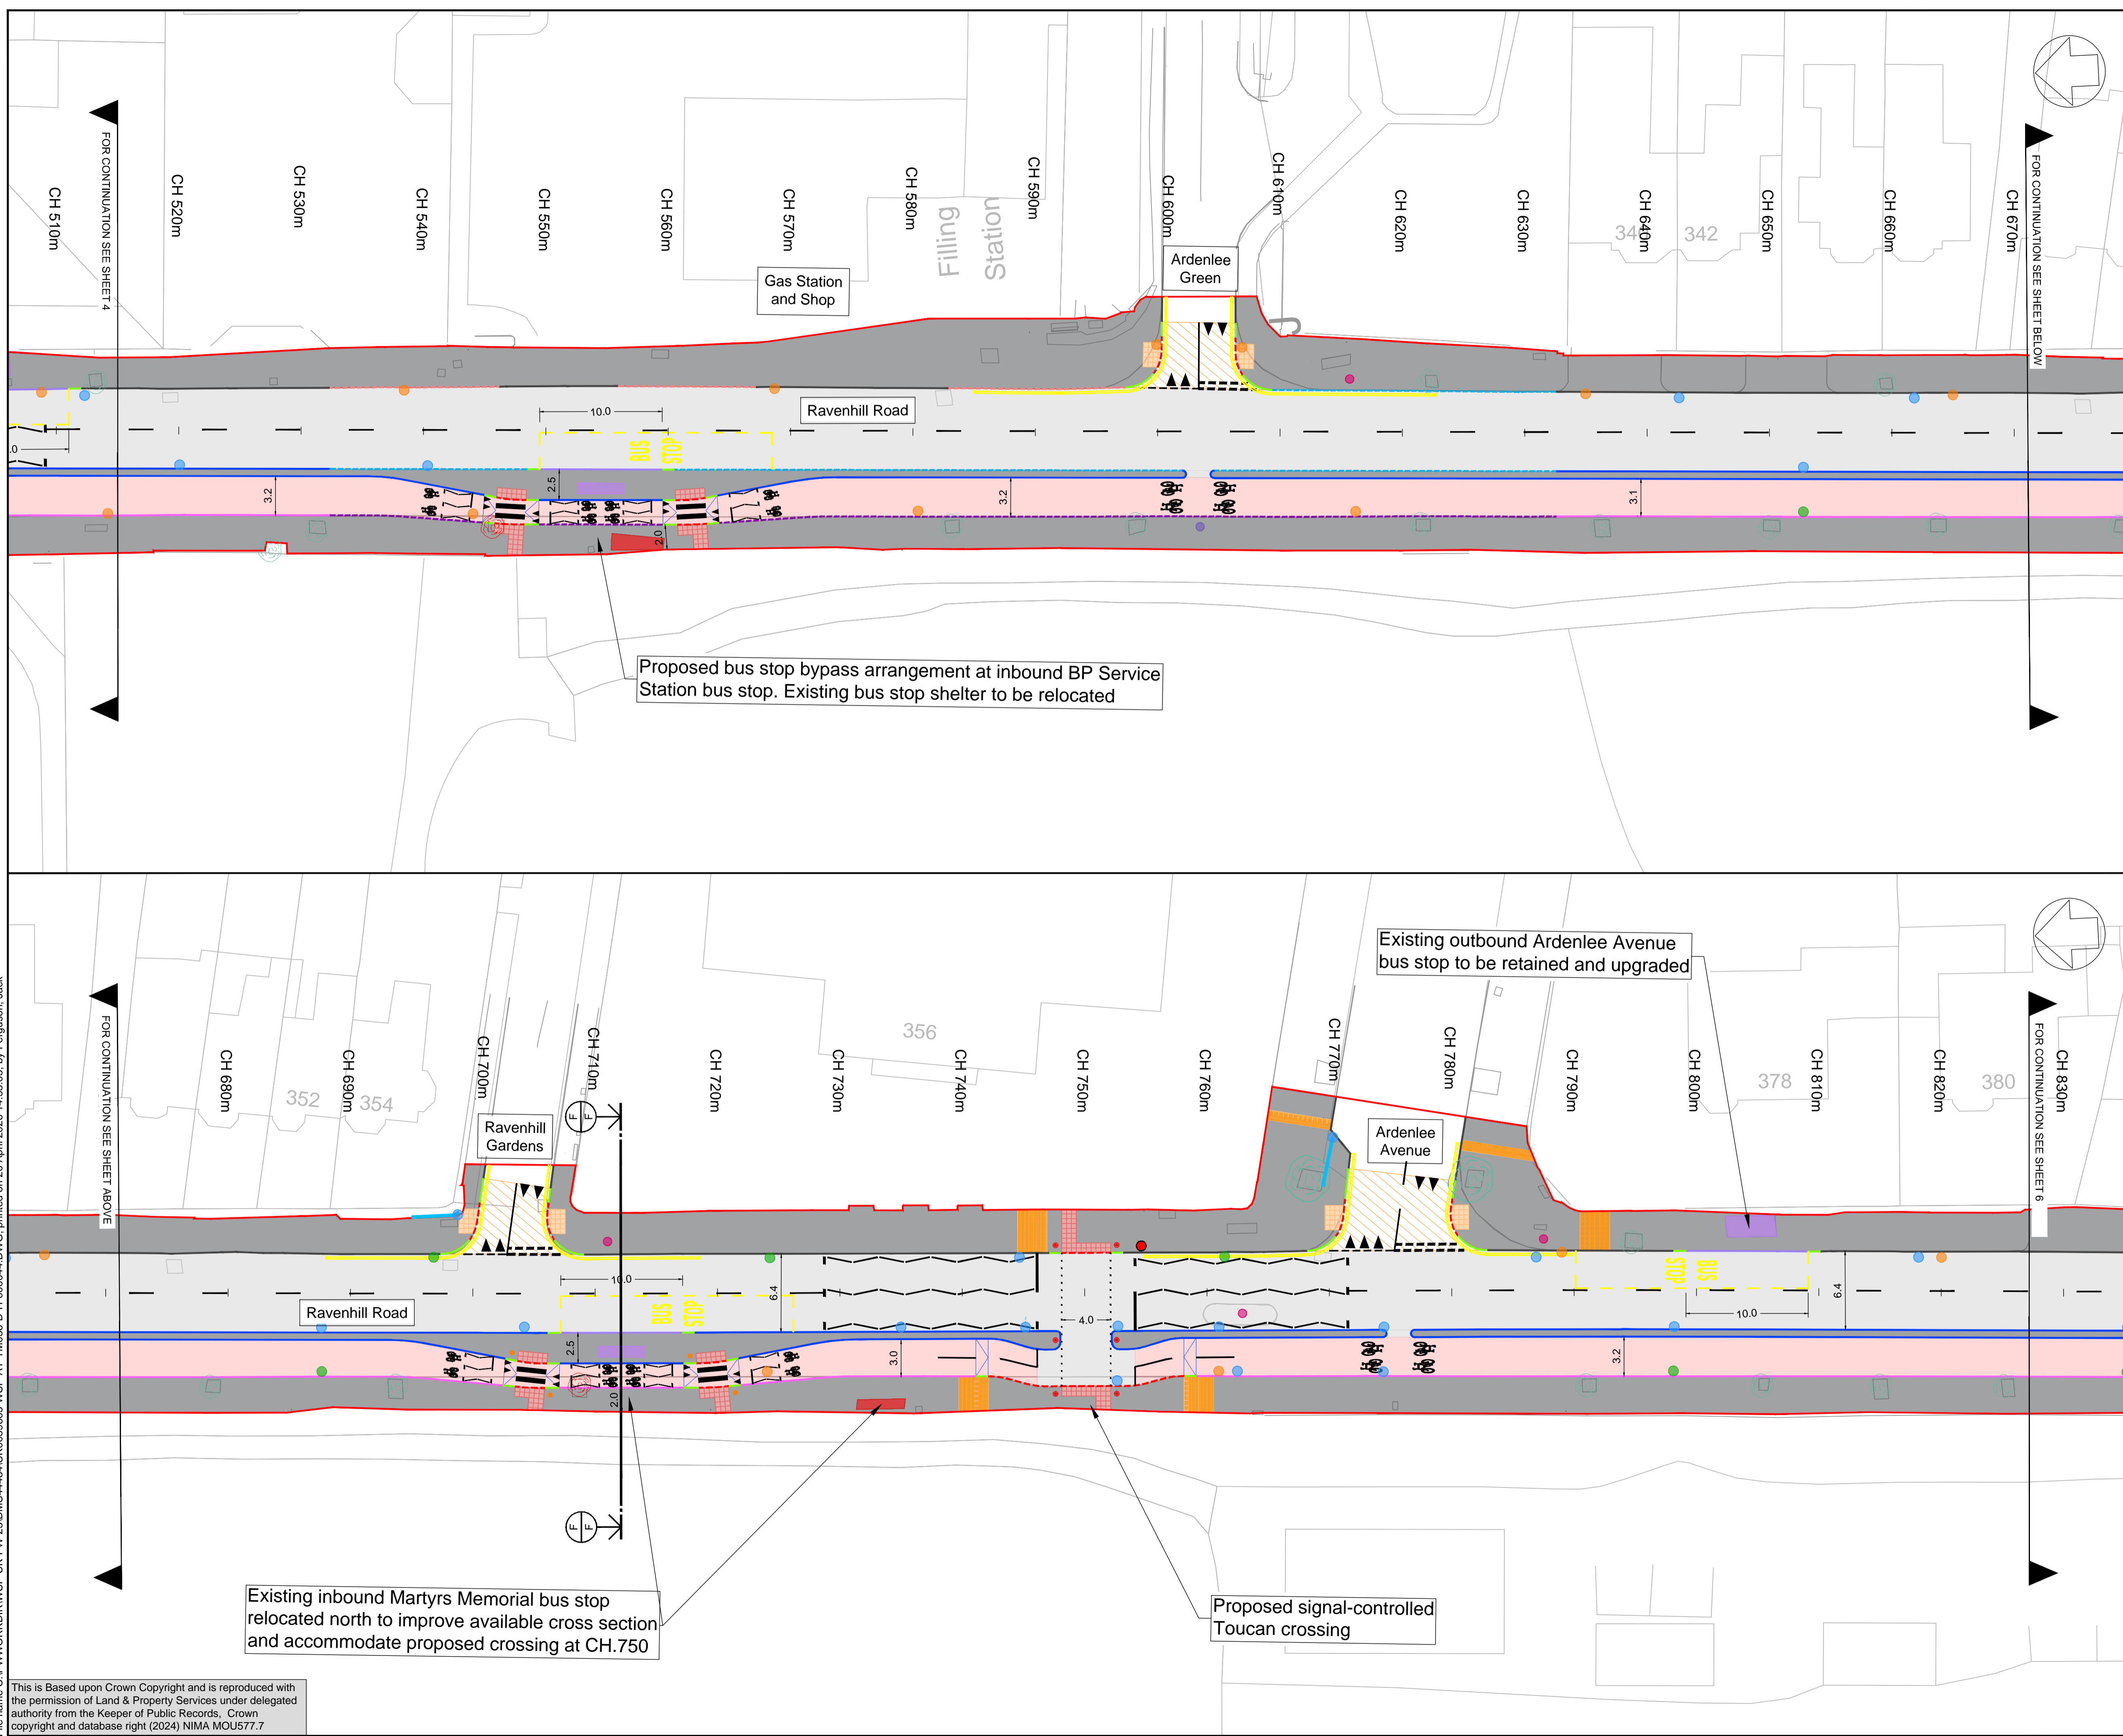 FOR CONTINUATION SEE SHEET 4
CH 510m
CH 520m
CH 530m
CH 540m
CH 550m
CH 560m
CH 570m
CH 580m
CH 590m
CH 600m
CH 610m
CH 620m
CH 630m
CH 640m
CH 650m
CH 660m
CH 670m
FOR CONTINUATION SEE SHEET BELOW
Filling
Station
342
Gas Station
and Shop
Ardenlee
Green
Ravenhill Road
10.0
BUS
STOP
.0
3.2
2.5
2.0
3.2
3.1
Proposed bus stop bypass arrangement at inbound BP Service
Station bus stop. Existing bus stop shelter to be relocated
FOR CONTINUATION SEE SHEET ABOVE
CH 680m
CH 690m
CH 700m
CH 710m
CH 720m
CH 730m
CH 740m
CH 750m
CH 760m
CH 770m
CH 780m
CH 790m
CH 800m
CH 810m
CH 820m
CH 830m
FOR CONTINUATION SEE SHEET 6
352
354
356
378
380
Existing outbound Ardenlee Avenue
bus stop to be retained and upgraded
Ravenhill
Gardens
Ardenlee
Avenue
F
F
Ravenhill Road
10.0
BUS
STOP
6.4
4.0
STOP
BUS
10.0
6.4
2.5
2.0
3.0
3.2
F
F
Existing inbound Martyrs Memorial bus stop
relocated north to improve available cross section
and accommodate proposed crossing at CH.750
Proposed signal-controlled
Toucan crossing
This is Based upon Crown Copyright and is reproduced with
the permission of Land & Property Services under delegated
authority from the Keeper of Public Records, Crown
copyright and database right (2024) NIMA MOU577.7